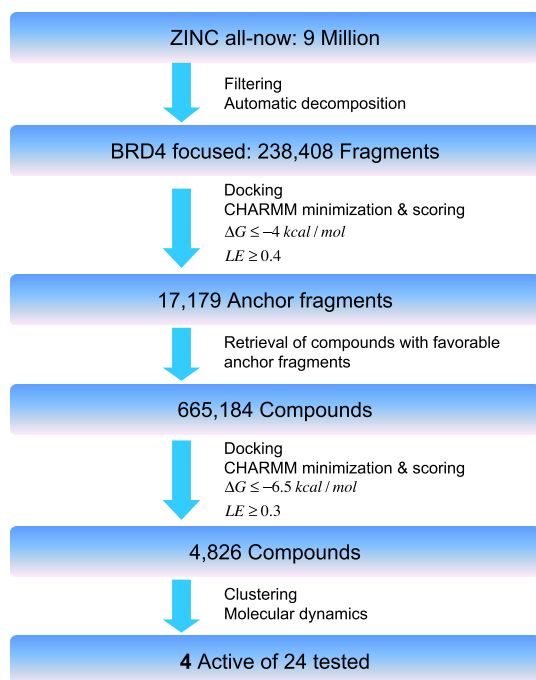 ZINC all-now: 9 Million
Filtering
Automatic decomposition
BRD4 focused: 238,408 Fragments
Docking
CHARMM minimization & scoring
ΔG ≤ −4 kcal / mol
LE ≥ 0.4
17,179 Anchor fragments
Retrieval of compounds with favorable
anchor fragments
665,184 Compounds
Docking
CHARMM minimization & scoring
ΔG ≤ −6.5 kcal / mol
LE ≥ 0.3
4,826 Compounds
Clustering
Molecular dynamics
4 Active of 24 tested